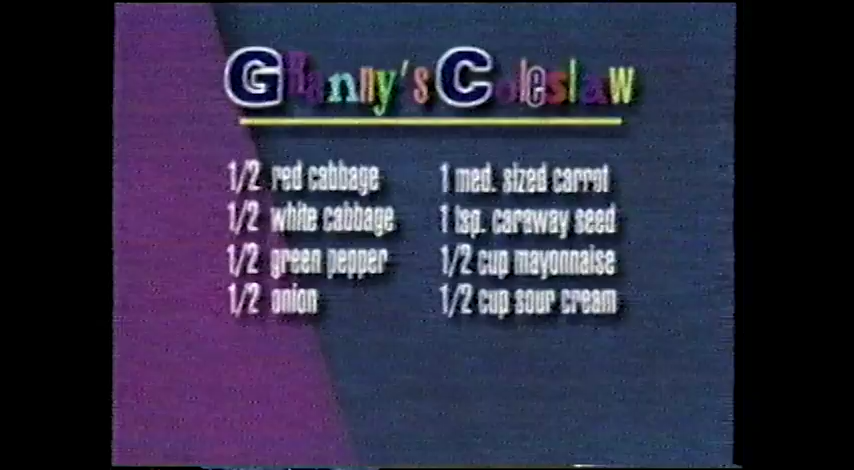 Granny's Coleslaw
1/2 red cabbage
1/2 white cabbage
1/2 green pepper
1/2 onion
1 med. sized carrot
1 tsp. caraway seed
1/2 cup mayonnaise
1/2 cup sour cream